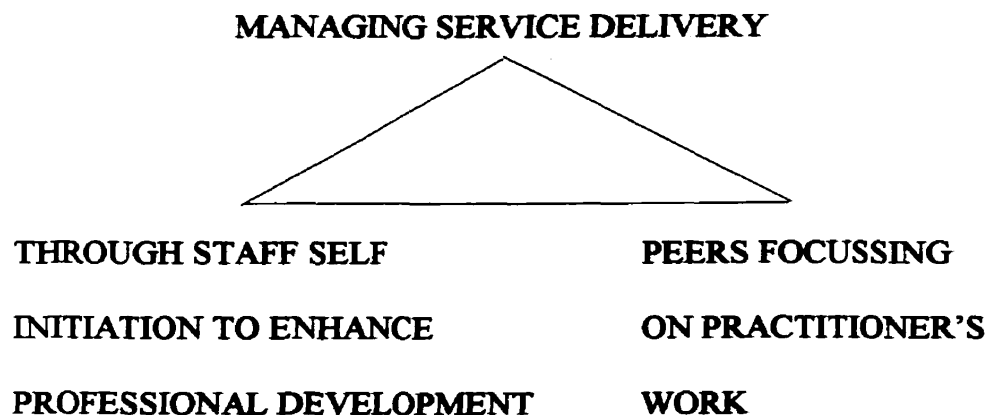 MANAGING SERVICE DELIVERY
THROUGH STAFF SELF
INITIATION TO ENHANCE
PROFESSIONAL DEVELOPMENT
PEERS FOCUSSING
ON PRACTITIONER'S
WORK